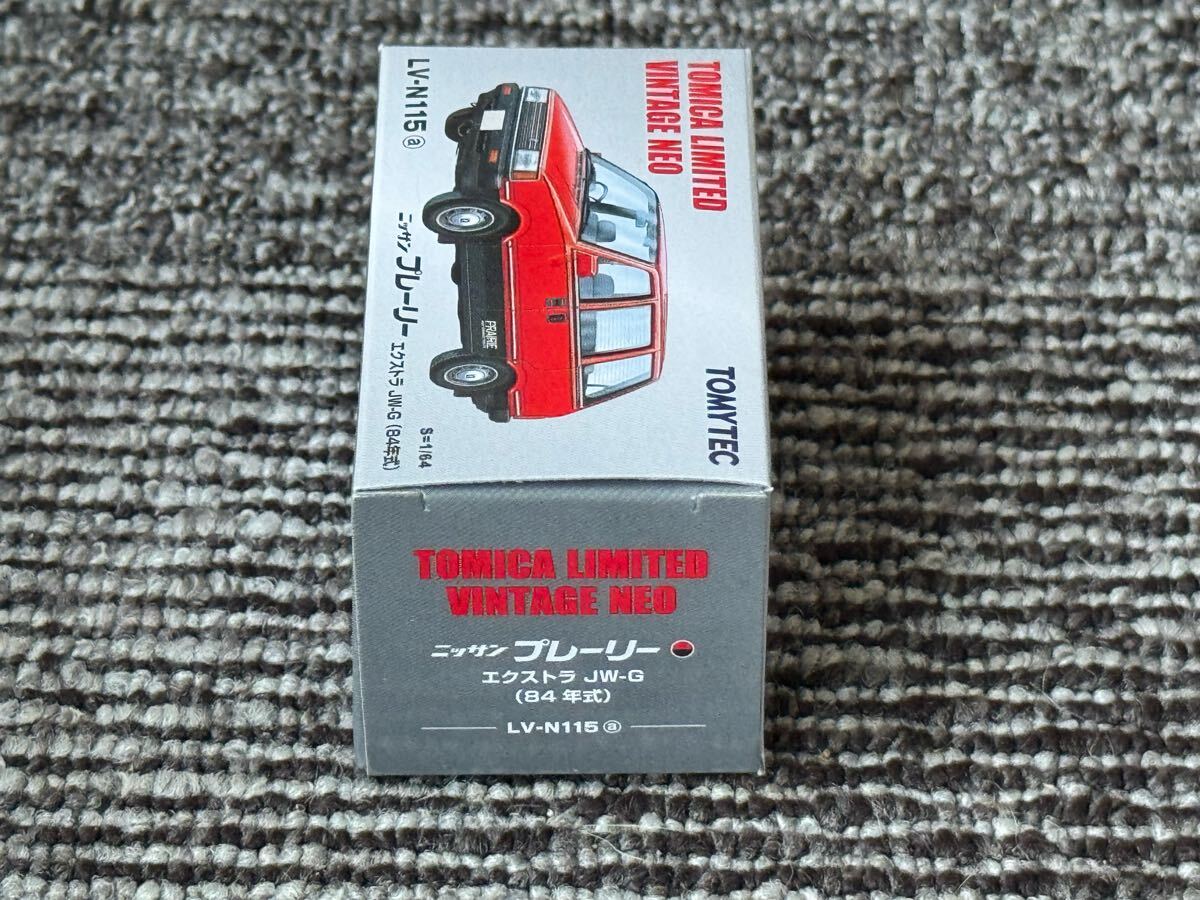 TOMICA LIMITED
VINTAGE NEO
TOMYTEC
PRAIRIE
LV-N115 ⓐ
ニッサン プレーリー エクストラ JW-G (84年式)
S=1/64
TOMICA LIMITED
VINTAGE NEO
ニッサン プレーリー
エクストラ JW-G
(84 年式)
LV-N115 ⓐ